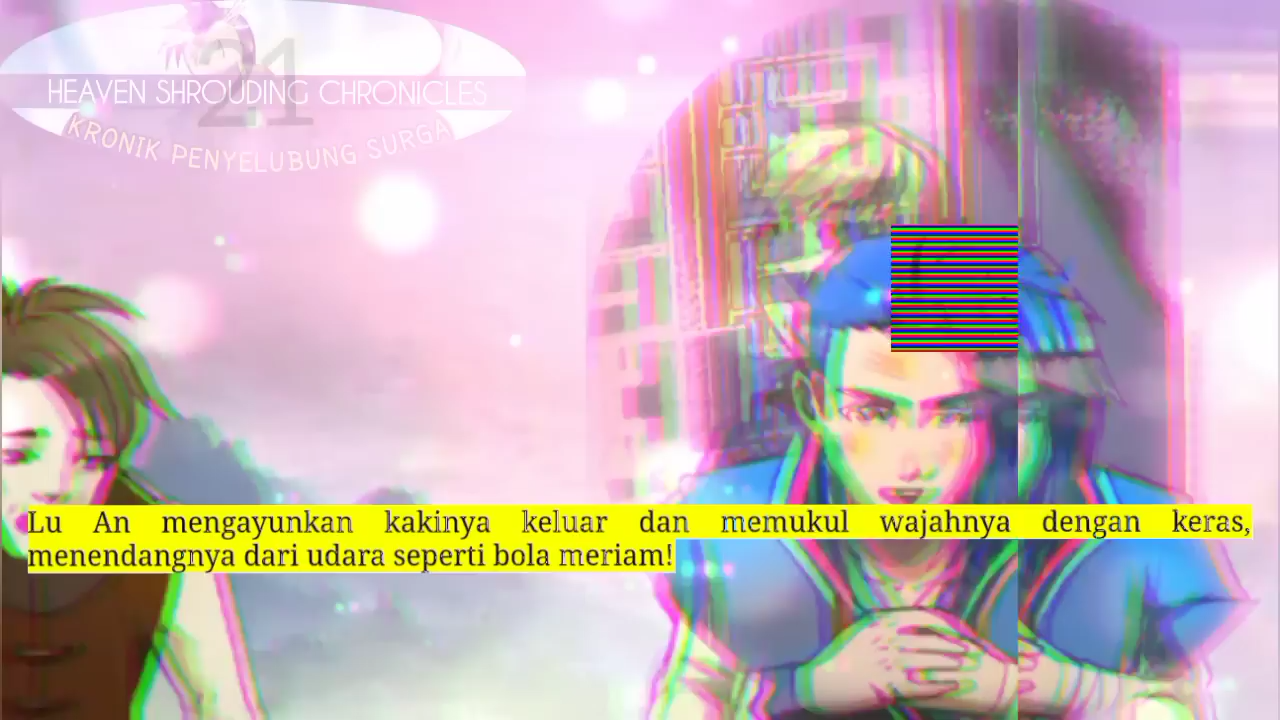 21
HEAVEN SHROUDING CHRONICLES
KRONIK PENYELUBUNG SURGA
Lu An mengayunkan kakinya keluar dan memukul wajahnya dengan keras,
menendangnya dari udara seperti bola meriam!